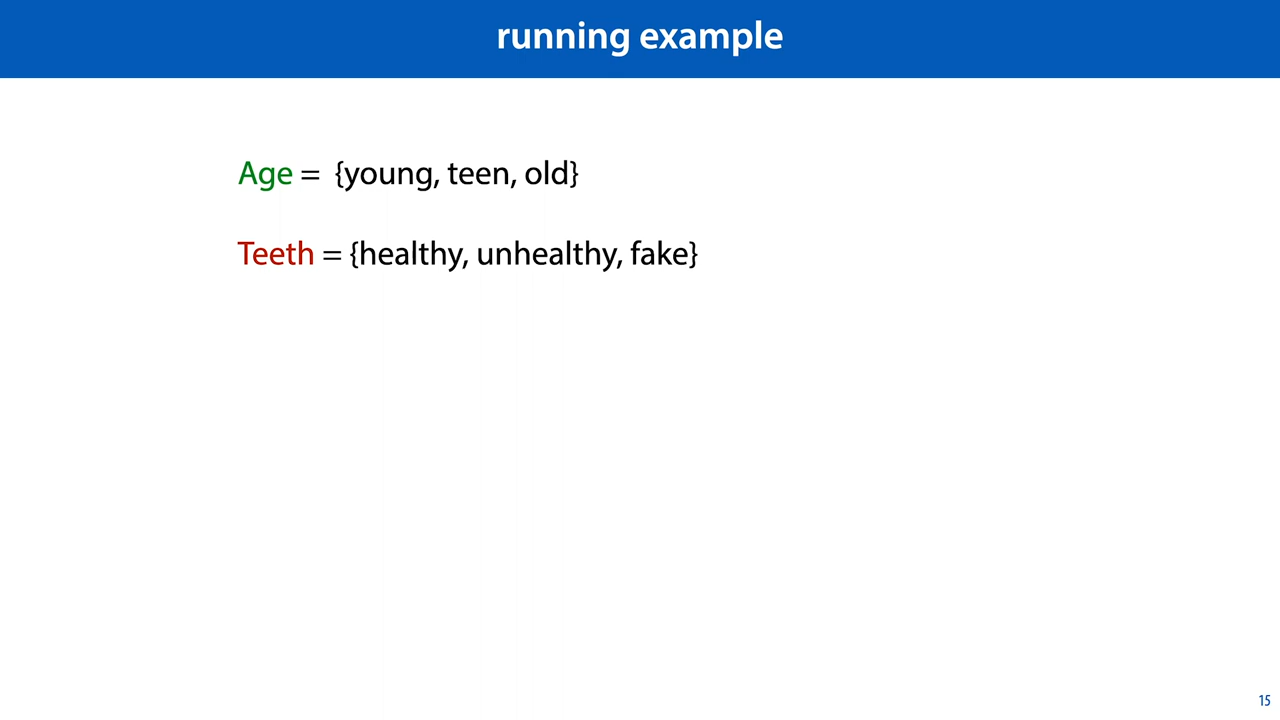 running example
Age = {young, teen, old}
Teeth = {healthy, unhealthy, fake}
15